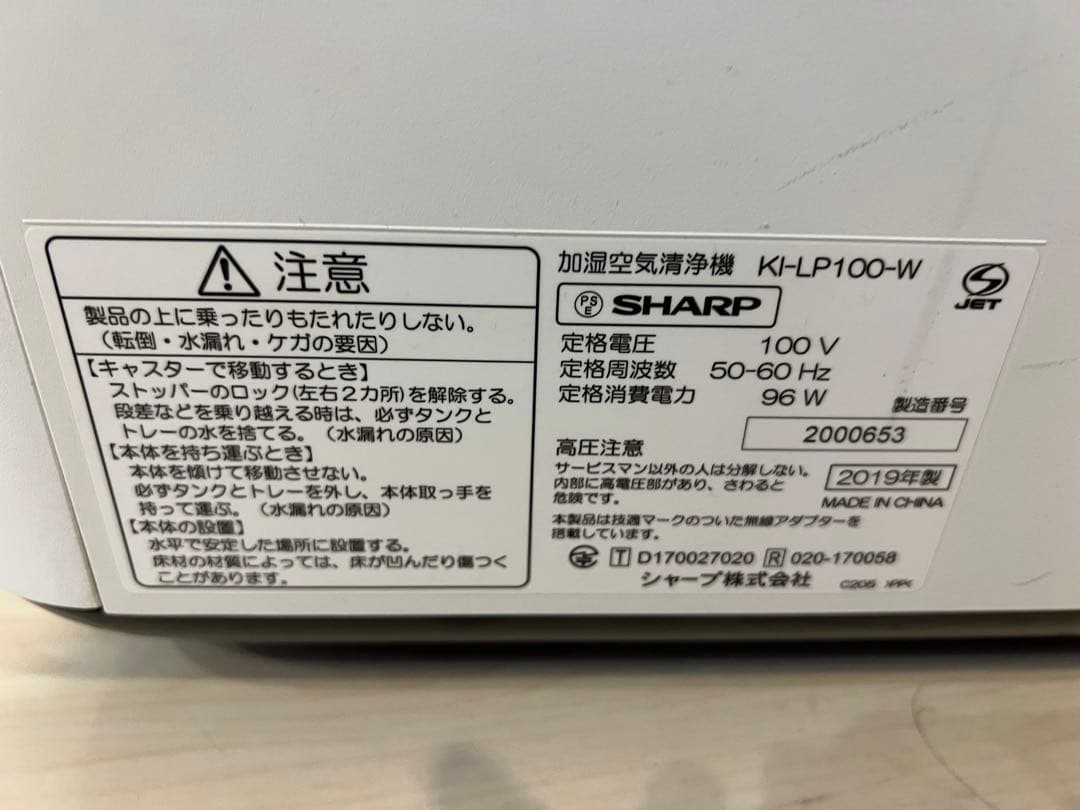 注意
製品の上に乗ったりもたれたりしない。
（転倒・水漏れ・ケガの要因）
【キャスターで移動するとき】
ストッパーのロック(左右２カ所)を解除する。
段差などを乗り越える時は、必ずタンクと
トレーの水を捨てる。（水漏れの原因）
【本体を持ち運ぶとき】
本体を傾けて移動させない。
必ずタンクとトレーを外し、本体取っ手を
持って運ぶ。（水漏れの原因）
【本体の設置】
水平で安定した場所に設置する。
床材の材質によっては、床が凹んだり傷つく
ことがあります。
加湿空気清浄機 KI-LP100-W
JET
PSE SHARP
定格電圧 100 V
定格周波数 50-60 Hz
定格消費電力 96 W
製造番号
2000653
高圧注意
サービスマン以外の人は分解しない。
内部に高電圧部があり、さわると
危険です。
2019年製
MADE IN CHINA
本製品は技適マークのついた無線アダプターを
搭載しています。
T D170027020 R 020-170058
シャープ株式会社
C205